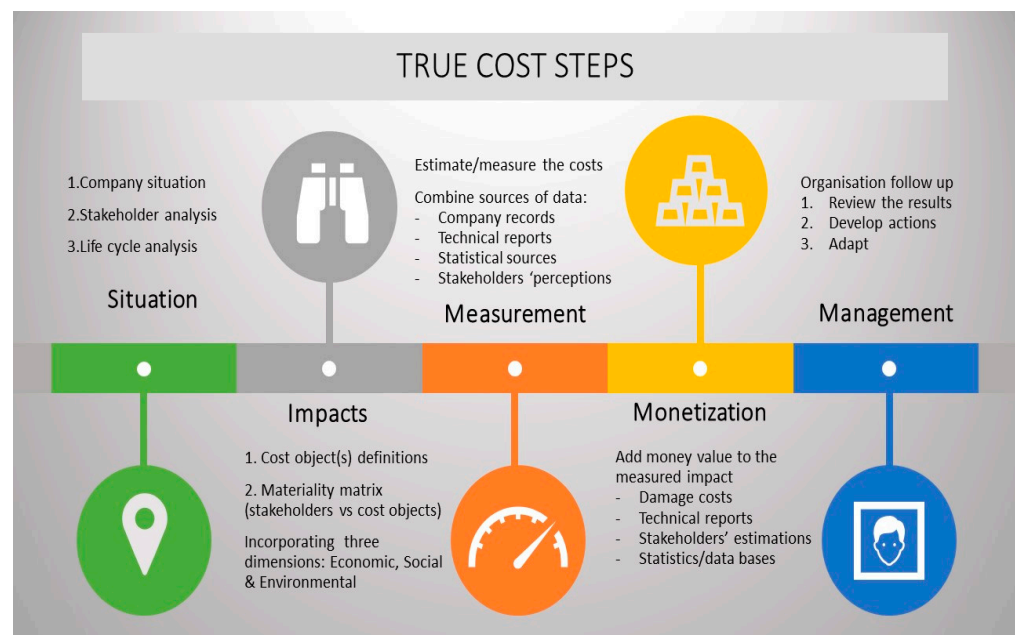 TRUE COST STEPS
1.Company situation
2.Stakeholder analysis
3.Life cycle analysis
Situation
Impacts
1. Cost object(s) definitions
2. Materiality matrix
(stakeholders vs cost objects)
Incorporating three
dimensions: Economic, Social
& Environmental
Estimate/measure the costs
Combine sources of data:
- Company records
- Technical reports
- Statistical sources
- Stakeholders ‘perceptions
Measurement
Monetization
Add money value to the
measured impact
- Damage costs
- Technical reports
- Stakeholders’ estimations
- Statistics/data bases
Organisation follow up
1. Review the results
2. Develop actions
3. Adapt
Management